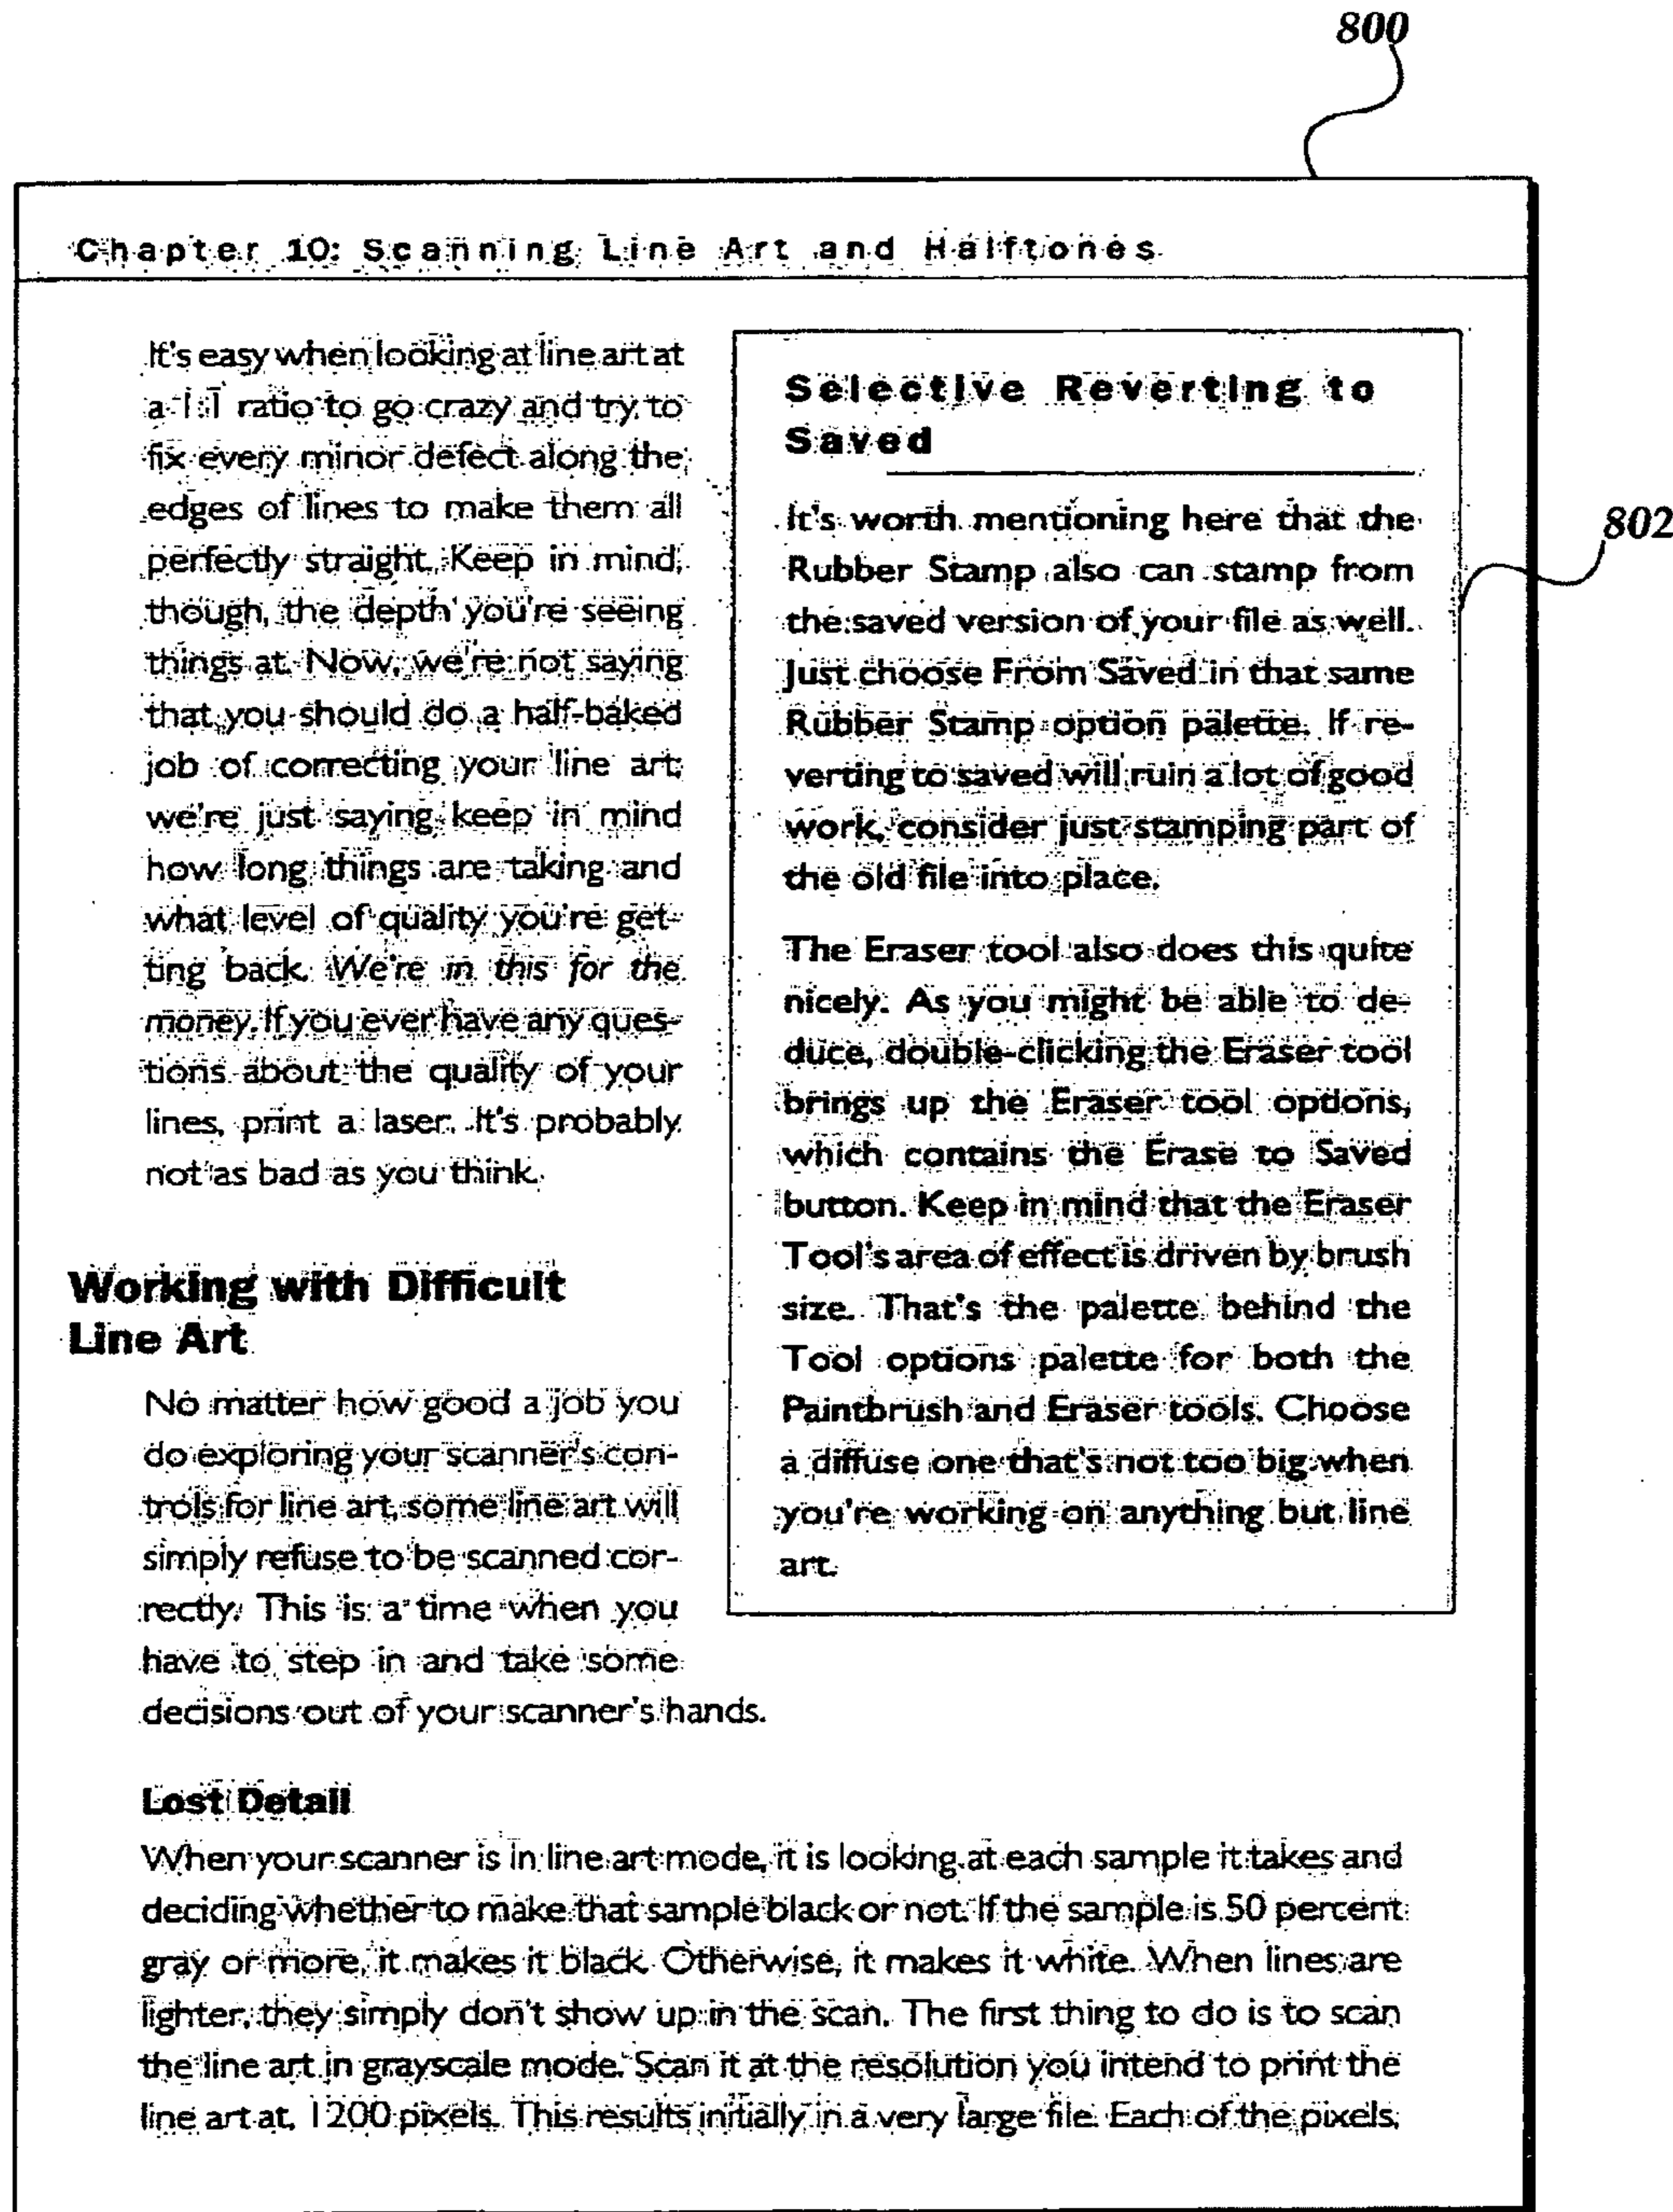 800
Chapter 10: Scanning Line Art and Halftones
It's easy when looking at line art at
a 1:1 ratio to go crazy and try to
fix every minor defect along the
edges of lines to make them all
perfectly straight. Keep in mind,
though, the depth you're seeing
things at. Now, we're not saying
that you should do a half-baked
job of correcting your line art;
we're just saying keep in mind
how long things are taking and
what level of quality you're get-
ting back. We're in this for the
money. If you ever have any ques-
tions about the quality of your
lines, print a laser. It's probably
not as bad as you think.
Working with Difficult
Line Art
No matter how good a job you
do exploring your scanner's con-
trols for line art, some line art will
simply refuse to be scanned cor-
rectly. This is a time when you
have to step in and take some
decisions out of your scanner's hands.
Selective Reverting to
Saved
It's worth mentioning here that the
Rubber Stamp also can stamp from
the saved version of your file as well.
Just choose From Saved in that same
Rubber Stamp option palette. If re-
verting to saved will ruin a lot of good
work, consider just stamping part of
the old file into place.
The Eraser tool also does this quite
nicely. As you might be able to de-
duce, double-clicking the Eraser tool
brings up the Eraser tool options,
which contains the Erase to Saved
button. Keep in mind that the Eraser
Tool's area of effect is driven by brush
size. That's the palette behind the
Tool options palette for both the
Paintbrush and Eraser tools. Choose
a diffuse one that's not too big when
you're working on anything but line
art.
802
Lost Detail
When your scanner is in line art mode, it is looking at each sample it takes and
deciding whether to make that sample black or not. If the sample is 50 percent
gray or more, it makes it black. Otherwise, it makes it white. When lines are
lighter, they simply don't show up in the scan. The first thing to do is to scan
the line art in grayscale mode. Scan it at the resolution you intend to print the
line art at, 1200 pixels. This results initially in a very large file. Each of the pixels,